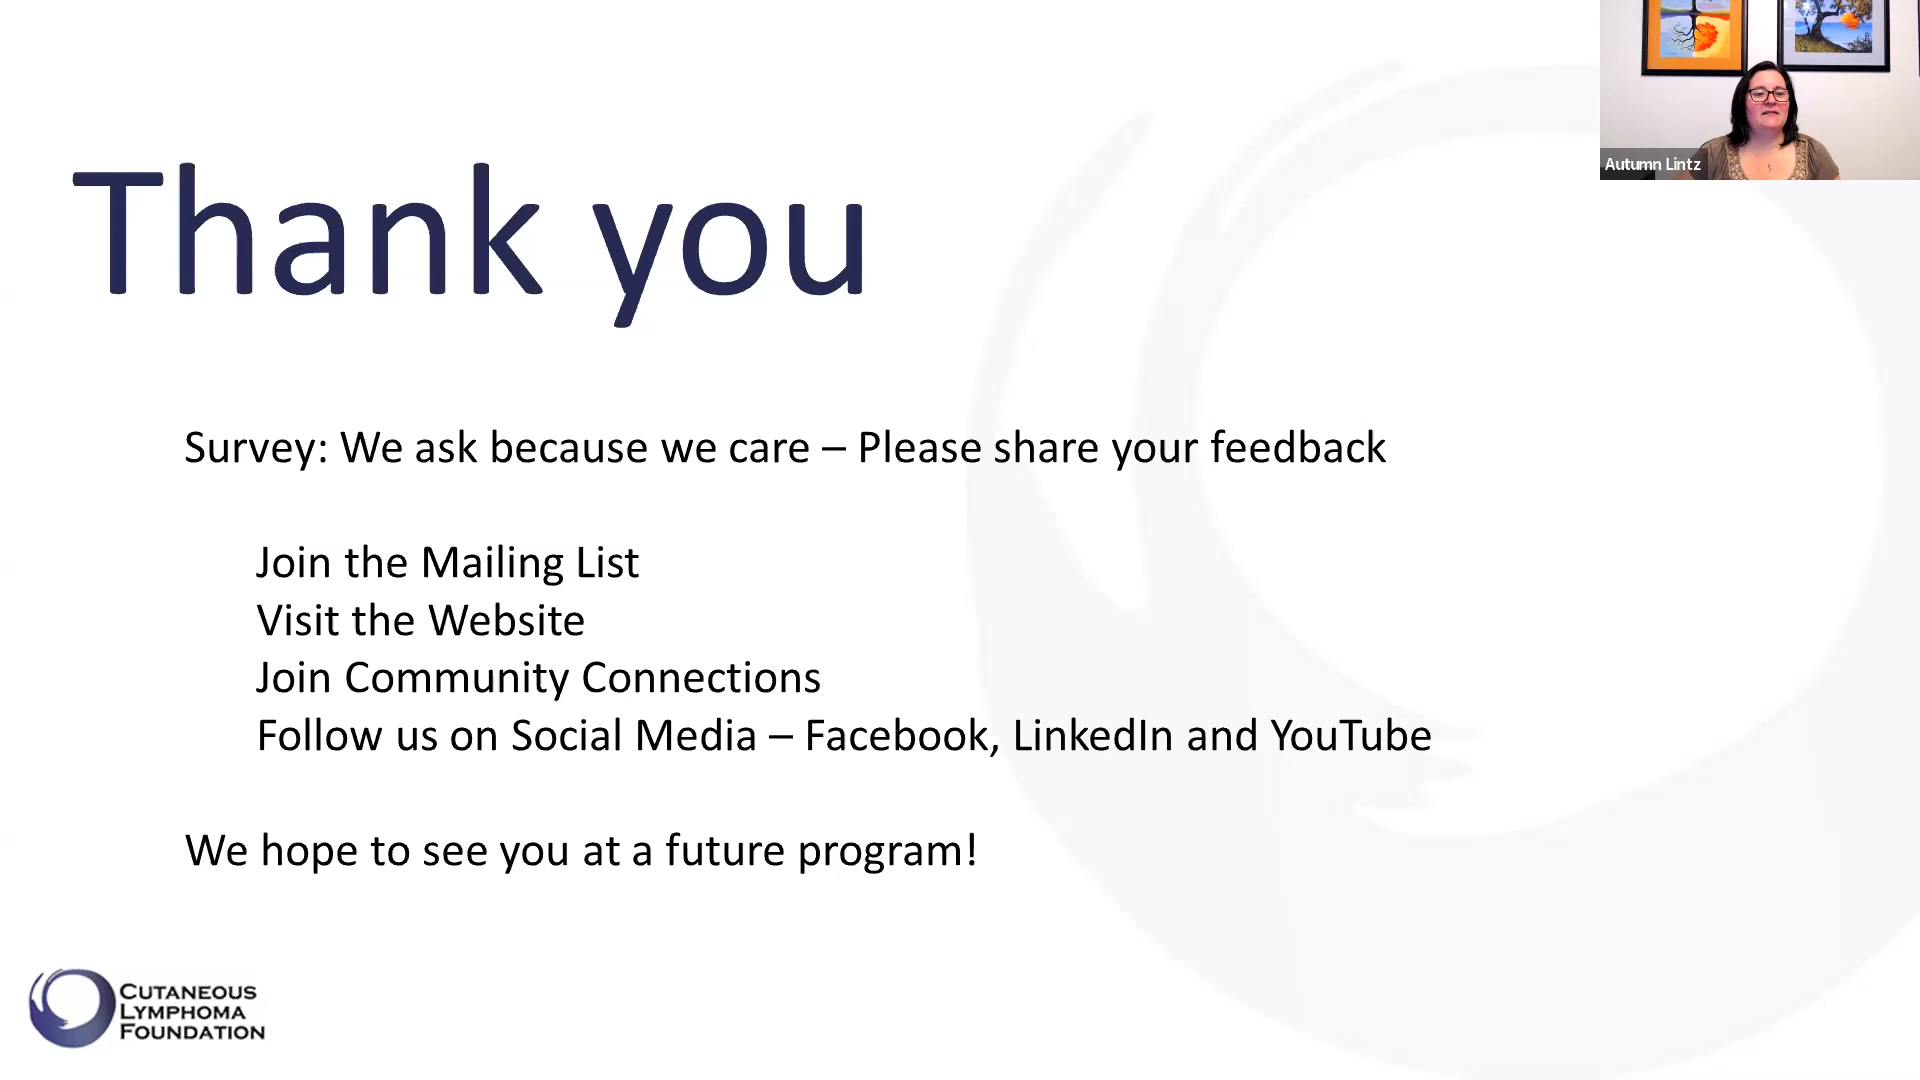 Autumn Lintz
Thank you
Survey: We ask because we care – Please share your feedback
Join the Mailing List
Visit the Website
Join Community Connections
Follow us on Social Media – Facebook, LinkedIn and YouTube
We hope to see you at a future program!
CUTANEOUS
LYMPHOMA
FOUNDATION